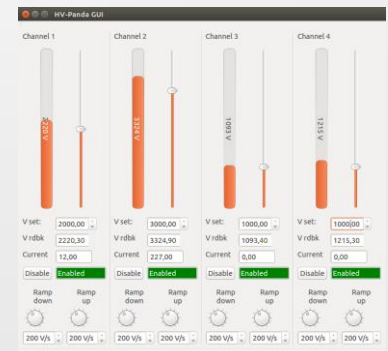 HV-Panda GUI
Channel 1 Channel 2 Channel 3 Channel 4
2220 V 3324 V 1093 V 1215 V
V set: 2000,00 V set: 3000,00 V set: 1000,00 V set: 1000,00
V rdbk 2220,30 V rdbk 3324,90 V rdbk 1093,40 V rdbk 1215,30
Current 12,00 Current 227,00 Current 0,00 Current 0,00
Disable Enabled Disable Enabled Disable Enabled Disable Enabled
Ramp Ramp Ramp Ramp Ramp Ramp Ramp Ramp
down up down up down up down up
200 V/s 200 V/s 200 V/s 200 V/s 200 V/s 200 V/s 200 V/s 200 V/s